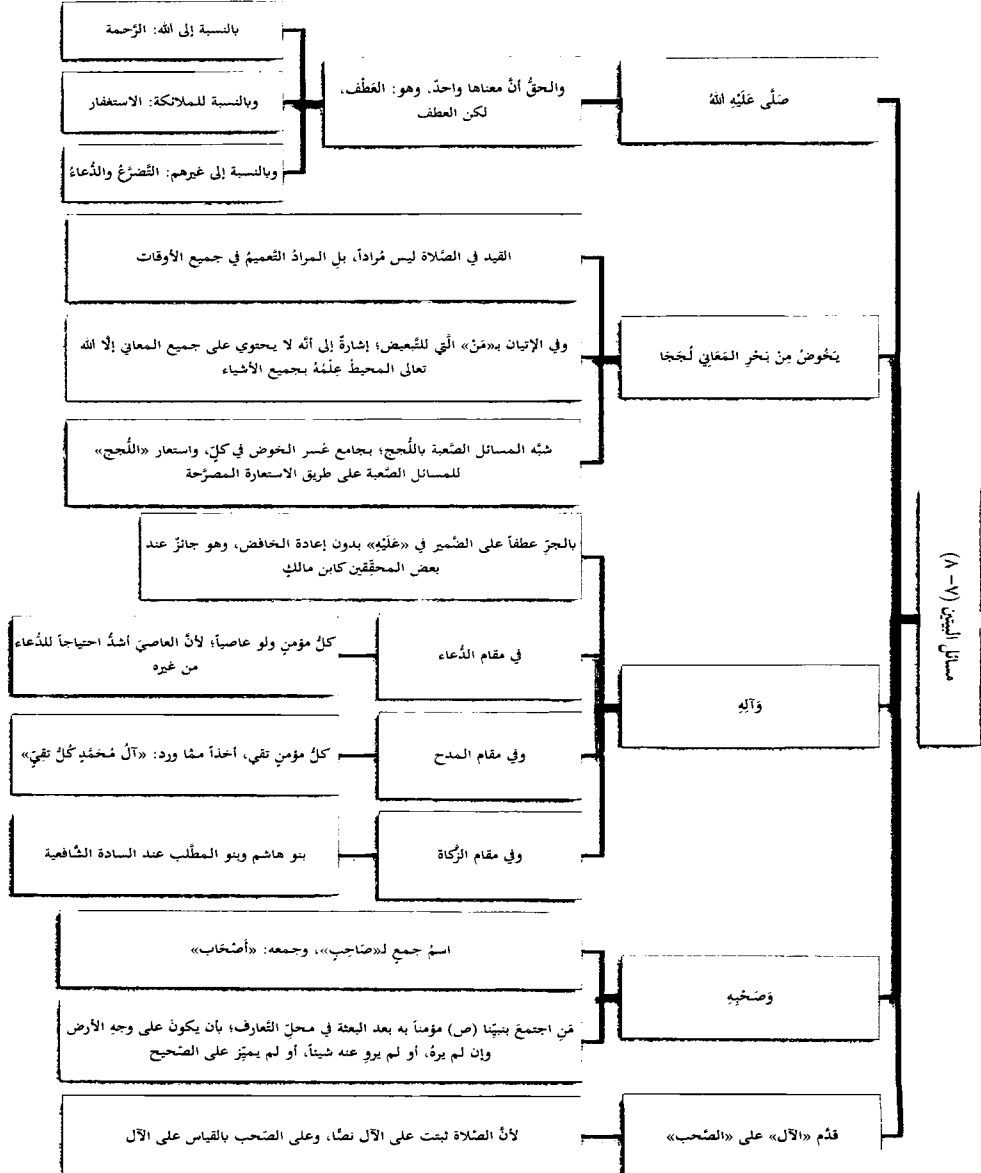 مسائل البيتين (٧- ٨)
صَلَّى عَلَيْهِ اللهُ
والحقُّ أنَّ معناها واحدٌ، وهو: العَطْف،
لكن العطف
بالنسبة إلى الله: الرَّحمة
وبالنسبة للملائكة: الاستغفار
وبالنسبة إلى غيرهم: التَّضرُّعُ والدُّعاءُ
يَخُوضُ مِنْ بَحْرِ المَعَانِي لُجَجَا
القيد في الصَّلاة ليس مُراداً، بلِ المرادُ التَّعميمُ في جميع الأوقات
وفي الإتيان بـ«مَنْ» الَّتي للتَّبعيض؛ إشارةٌ إلى أنَّه لا يحتوي على جميع المعاني إلَّا الله
تعالى المحيطُ عِلْمُهُ بجميع الأشياء
شبَّه المسائل الصَّعبة باللُّجج؛ بجامع عُسر الخوض في كلٍّ، واستعار «اللُّجج»
للمسائل الصَّعبة على طريق الاستعارة المصرَّحة
وَآلِهِ
بالجرِّ عطفاً على الضَّمير في «عَلَيْهِ» بدون إعادة الخافض، وهو جائزٌ عند
بعض المحقِّقين كابن مالكٍ
في مقام الدُّعاء
كلُّ مؤمنٍ ولو عاصياً؛ لأنَّ العاصيَ أشدُّ احتياجاً للدُّعاء
من غيره
وفي مقام المدح
كلُّ مؤمنٍ تقي، أخذاً ممَّا ورد: «آلُ مُحَمَّدٍ كُلُّ تقِيٍّ»
وفي مقام الزَّكاة
بنو هاشم وبنو المطَّلب عند السادة الشَّافعية
وَصَحْبِهِ
اسمُ جمعٍ لـ«صَاحِبٍ»، وجمعه: «أَصْحَاب»
مَنِ اجتمعَ بنبيِّنا (ص) مؤمناً به بعد البعثة في محلِّ التَّعارف؛ بأن يكونَ على وجهِ الأرض
وإن لم يرهُ، أو لم يروِ عنه شيئاً، أو لم يميِّز على الصَّحيح
قدَّم «الآل» على «الصَّحب»
لأنَّ الصَّلاة ثبتت على الآل نصًّا، وعلى الصَّحب بالقياس على الآل